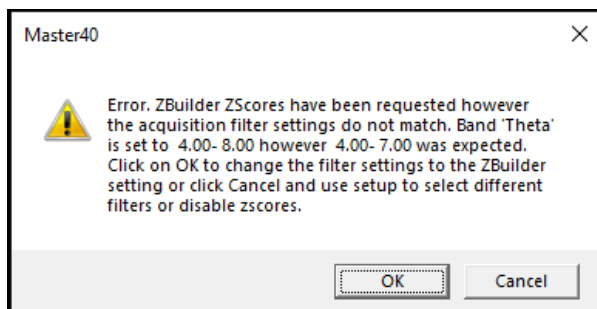 Master40
Error. ZBuilder ZScores have been requested however
the acquisition filter settings do not match. Band 'Theta'
is set to  4.00- 8.00 however  4.00- 7.00 was expected.
Click on OK to change the filter settings to the ZBuilder
setting or click Cancel and use setup to select different
filters or disable zscores.
OK
Cancel